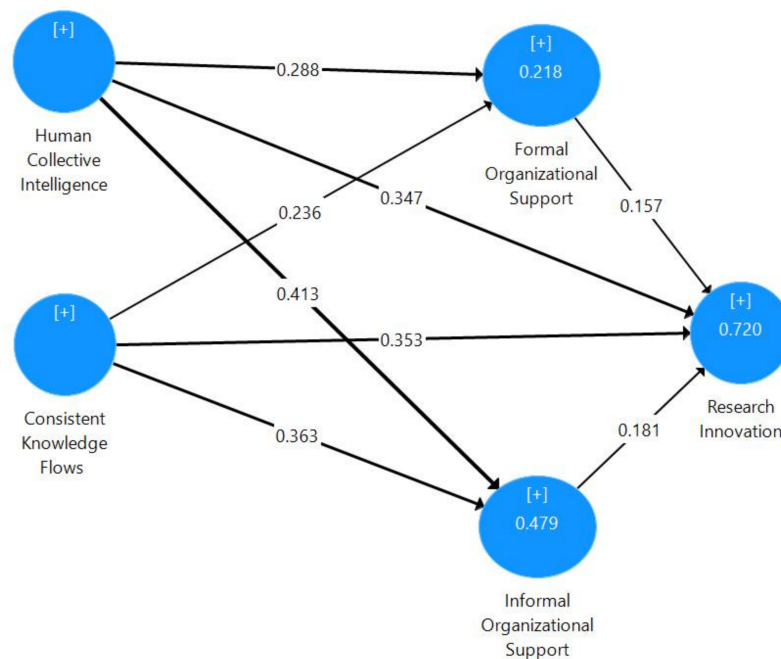 [+]
Human
Collective
Intelligence
[+]
0.218
Formal
Organizational
Support
0.288
0.347
0.157
0.236
0.413
[+]
Consistent
Knowledge
Flows
0.353
0.363
[+]
0.720
Research
Innovation
0.181
[+]
0.479
Informal
Organizational
Support